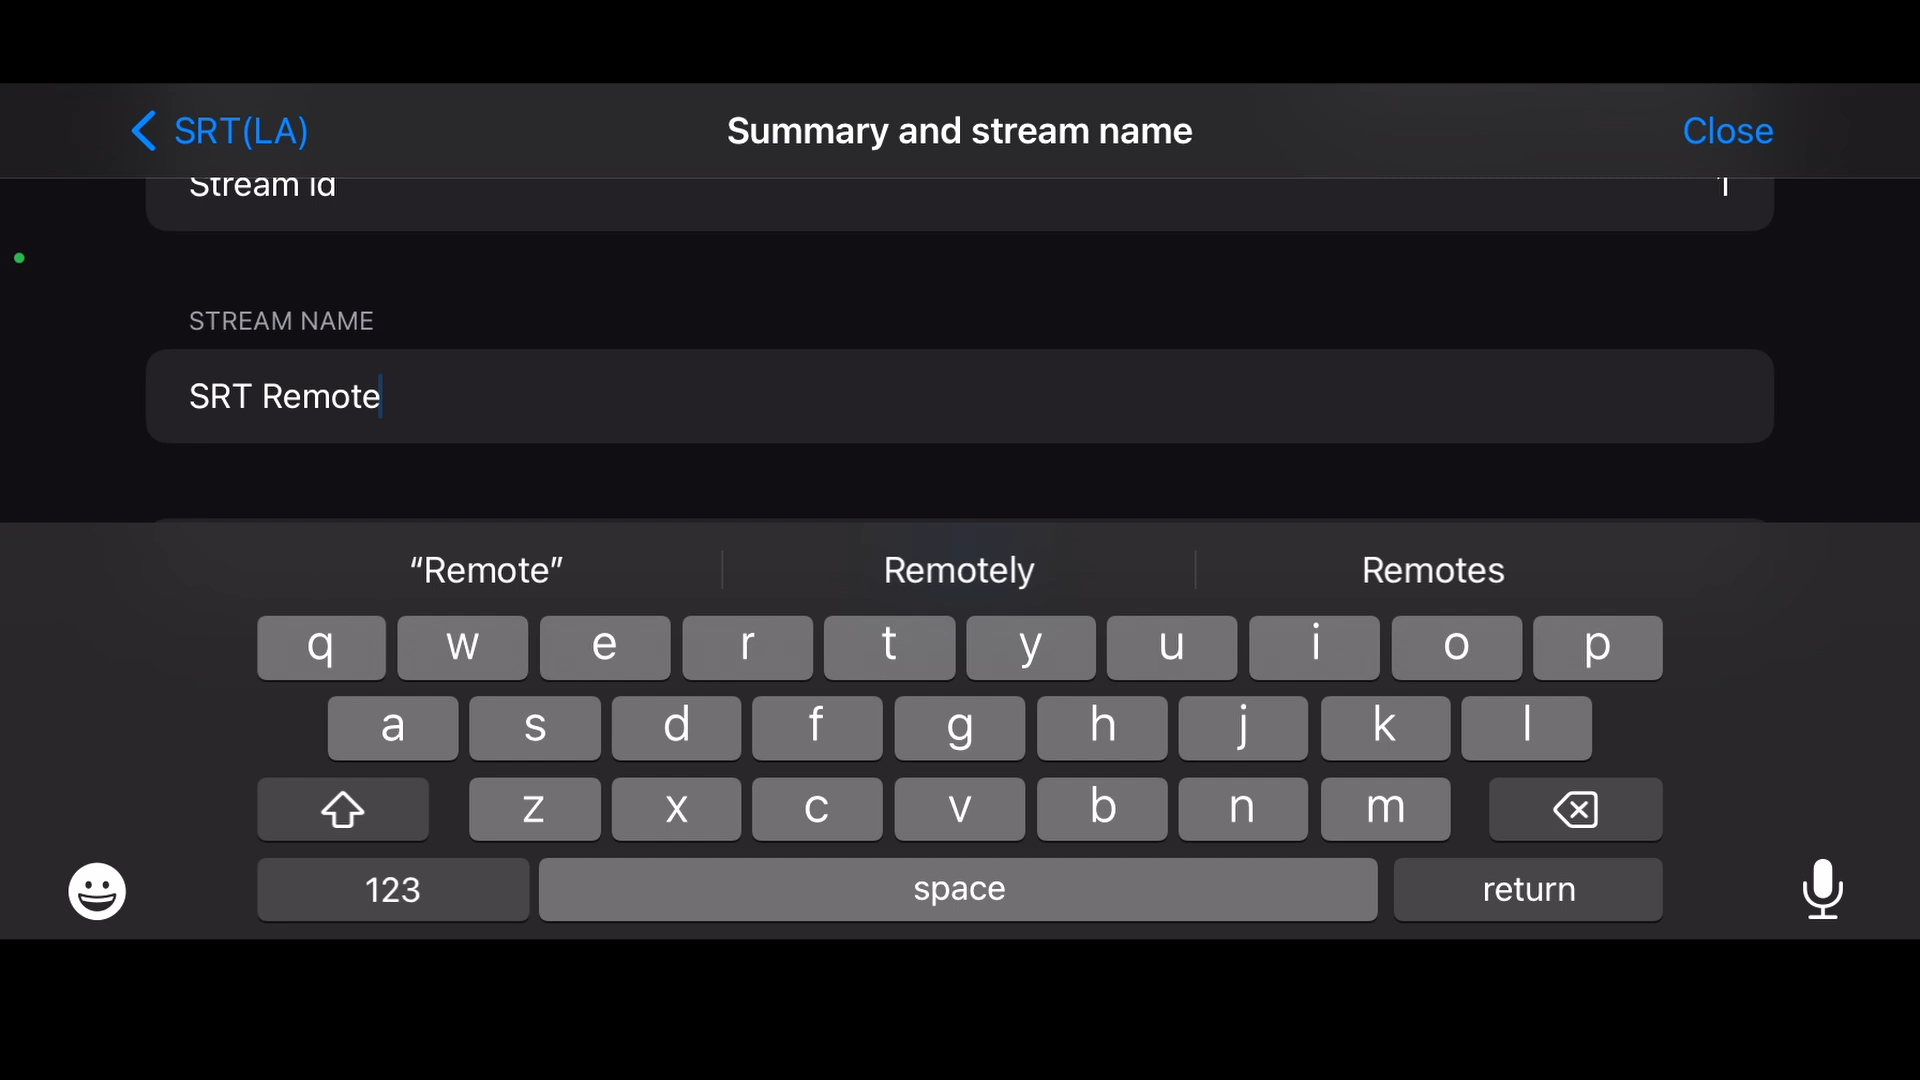 SRT(LA)
Summary and stream name
Close
Stream id
1
STREAM NAME
SRT Remote
“Remote”
Remotely
Remotes
q w e r t y u i o p
a s d f g h j k l
z x c v b n m
123
space
return